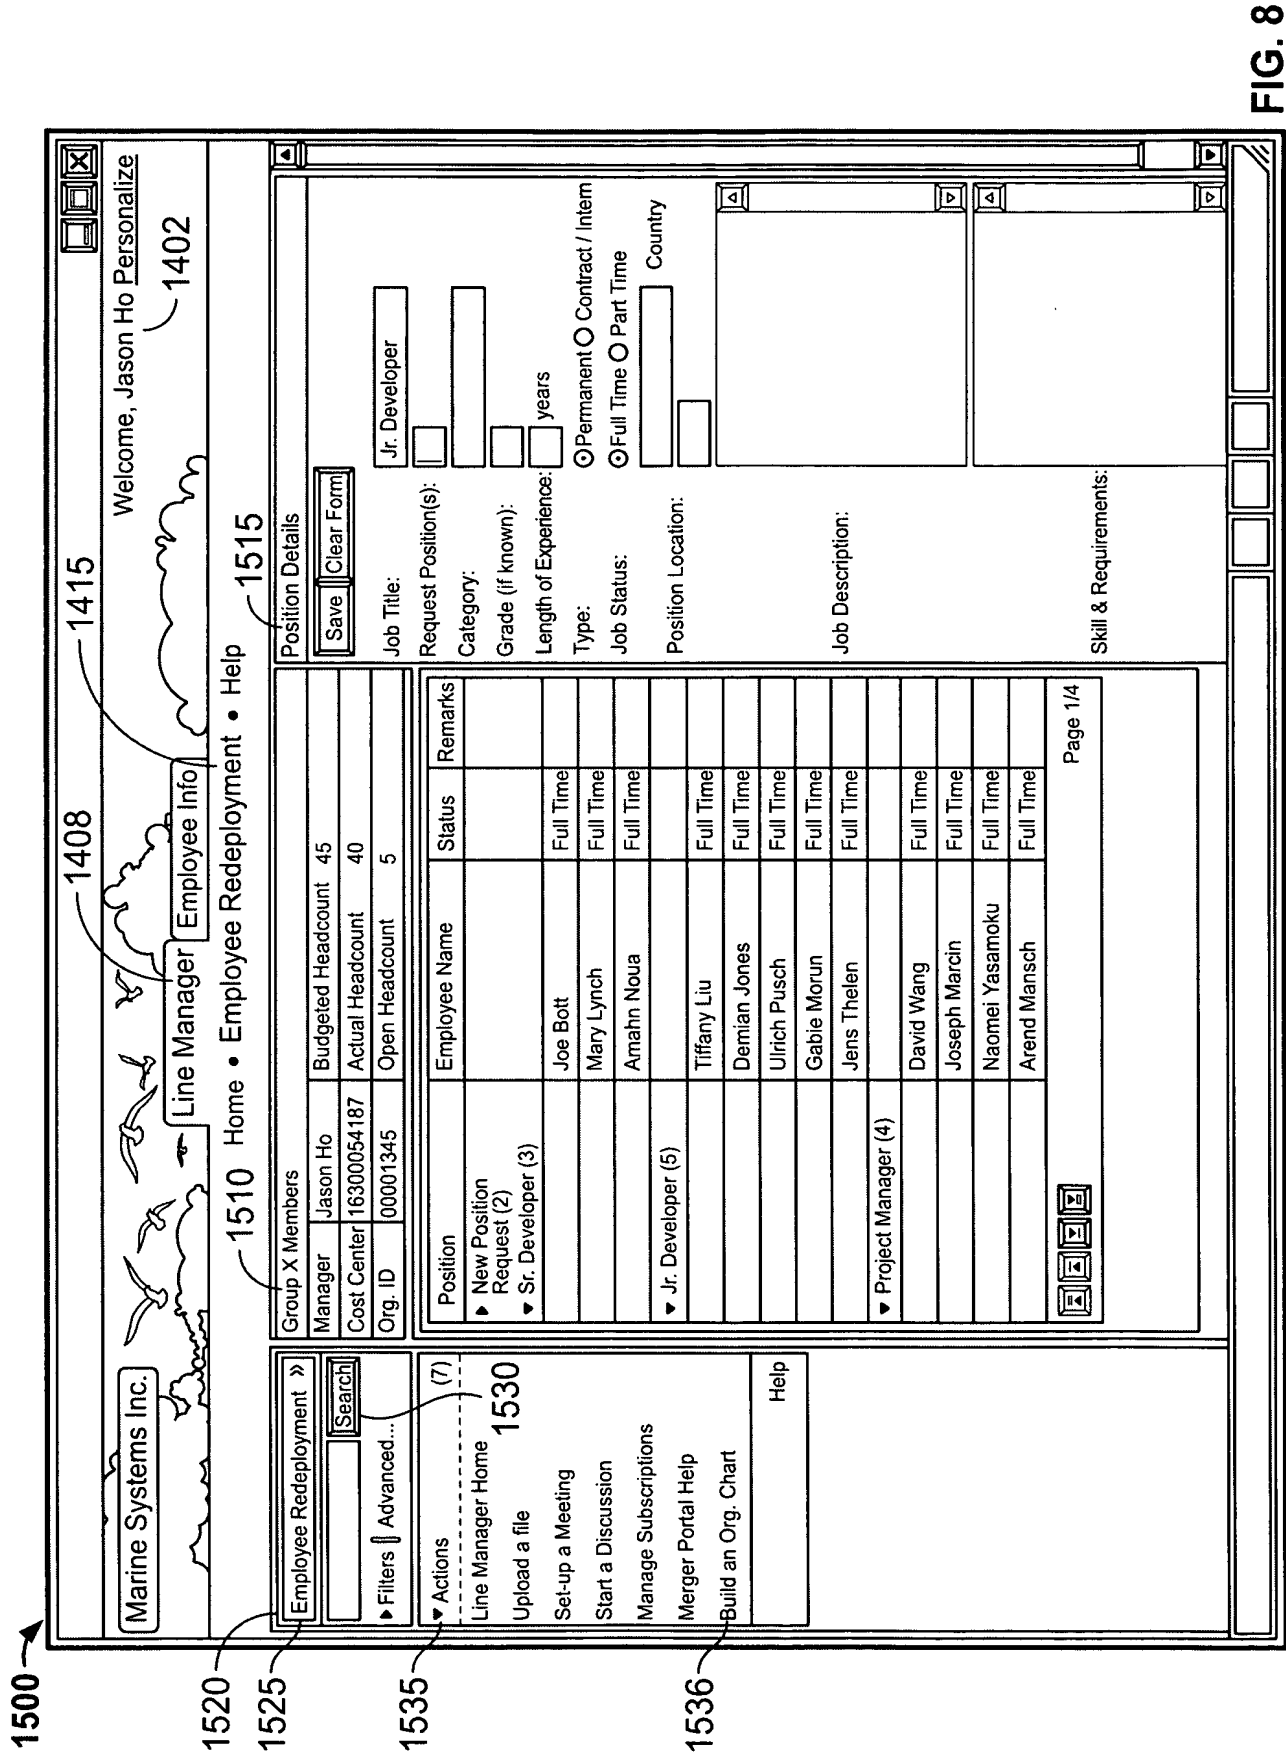 1500
Marine Systems Inc.
1408
1415
Welcome, Jason Ho Personalize
1402
Line Manager
Employee Info
1510
Home • Employee Redeployment • Help
1515
1520
1525
Employee Redeployment »
Search
1530
Filters Advanced...
1535
Actions (7)
Line Manager Home
Upload a file
Set-up a Meeting
Start a Discussion
Manage Subscriptions
Merger Portal Help
1536
Build an Org. Chart
Help
Group X Members
Manager Jason Ho Budgeted Headcount 45
Cost Center 16300054187 Actual Headcount 40
Org. ID 00001345 Open Headcount 5
Position Employee Name Status Remarks
New Position
Request (2)
Sr. Developer (3)
Joe Bott Full Time
Mary Lynch Full Time
Amahn Noua Full Time
Jr. Developer (5)
Tiffany Liu Full Time
Demian Jones Full Time
Ulrich Pusch Full Time
Gabie Morun Full Time
Jens Thelen Full Time
Project Manager (4)
David Wang Full Time
Joseph Marcin Full Time
Naomei Yasamoku Full Time
Arend Mansch Full Time
Page 1/4
Position Details
Save Clear Form
Job Title: Jr. Developer
Request Position(s):
Category:
Grade (if known):
Length of Experience: years
Type: Permanent Contract / Intern
Job Status: Full Time Part Time
Position Location: Country
Job Description:
Skill & Requirements:
FIG. 8